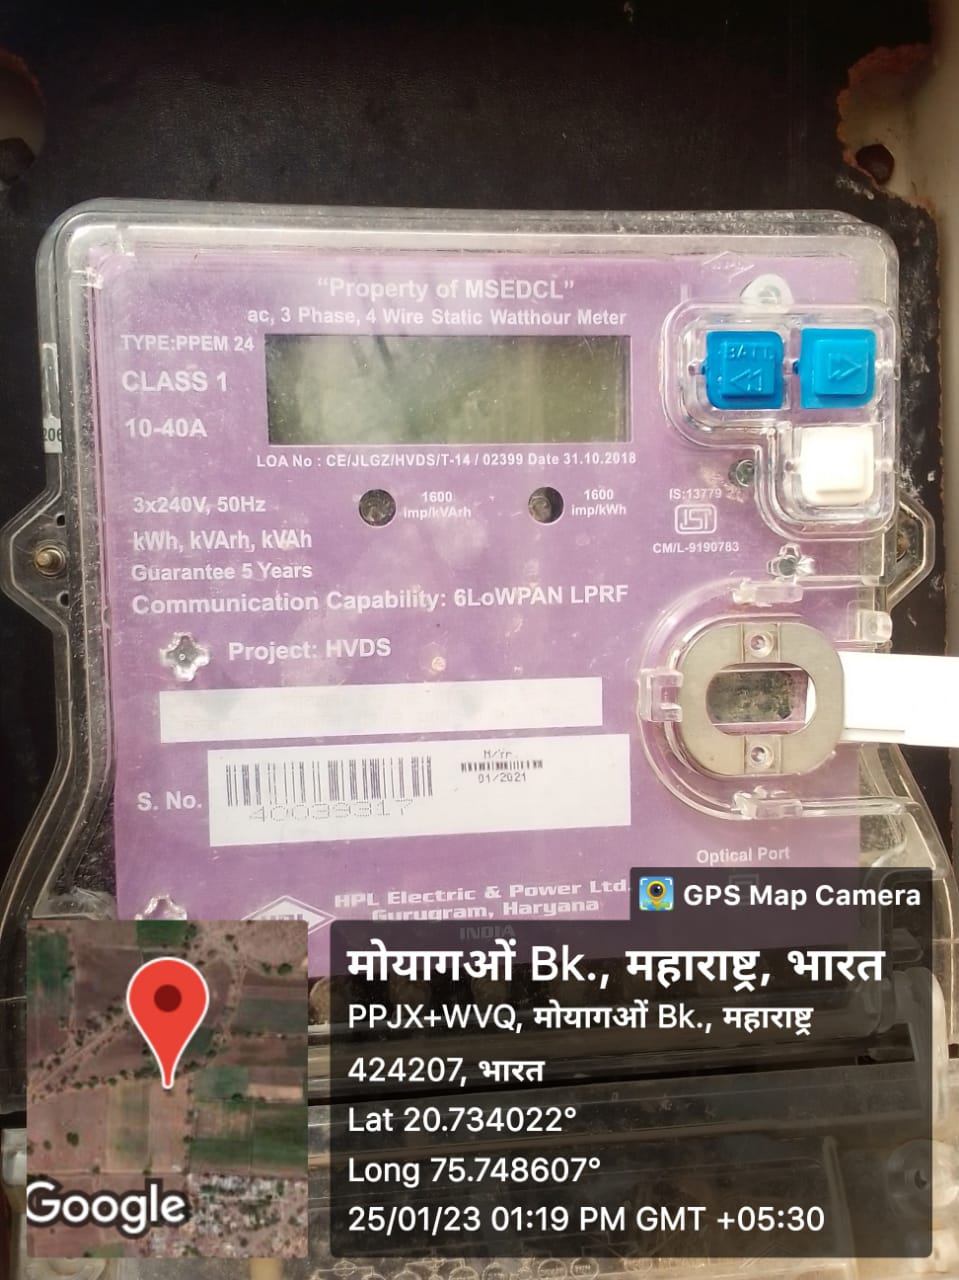 "Property of MSEDCL"
ac, 3 Phase, 4 Wire Static Watthour Meter
TYPE:PPEM 24
CLASS 1
10-40A
BATT
LOA No : CE/JLGZ/HVDS/T-14 / 02399 Date 31.10.2018
206
3x240V, 50Hz
1600
imp/kVArh
1600
imp/kWh
IS:13779
ISI
CM/L-9190783
kWh, kVArh, kVAh
Guarantee 5 Years
Communication Capability: 6LoWPAN LPRF
Project: HVDS
M/Yr
01/2021
S. No.
40038317
Optical Port
HPL Electric & Power Ltd.
Gurugram, Haryana
INDIA
GPS Map Camera
मोयागओं Bk., महाराष्ट्र, भारत
PPJX+WVQ, मोयागओं Bk., महाराष्ट्र
424207, भारत
Lat 20.734022°
Long 75.748607°
25/01/23 01:19 PM GMT +05:30
Google